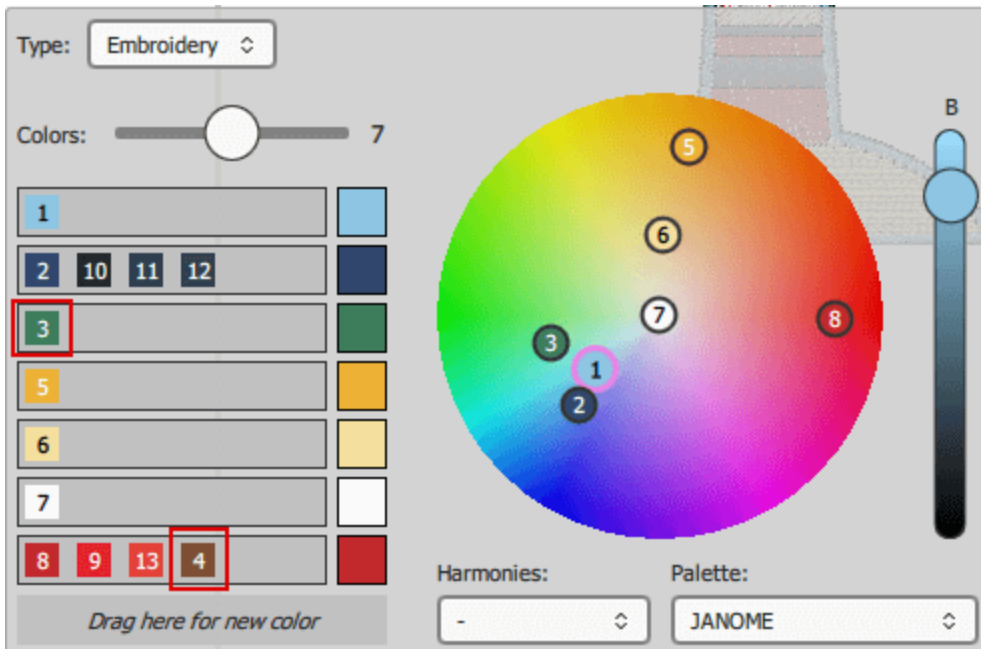 Type: Embroidery
Colors: 7
1
2 10 11 12
3
5
6
7
8 9 13 4
Drag here for new color
B
5
6
7
8
3
1
2
Harmonies: Palette:
- JANOME